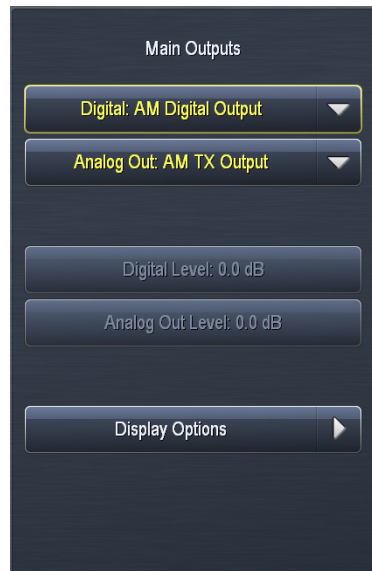 Main Outputs
Digital: AM Digital Output
Analog Out: AM TX Output
Digital Level: 0.0 dB
Analog Out Level: 0.0 dB
Display Options